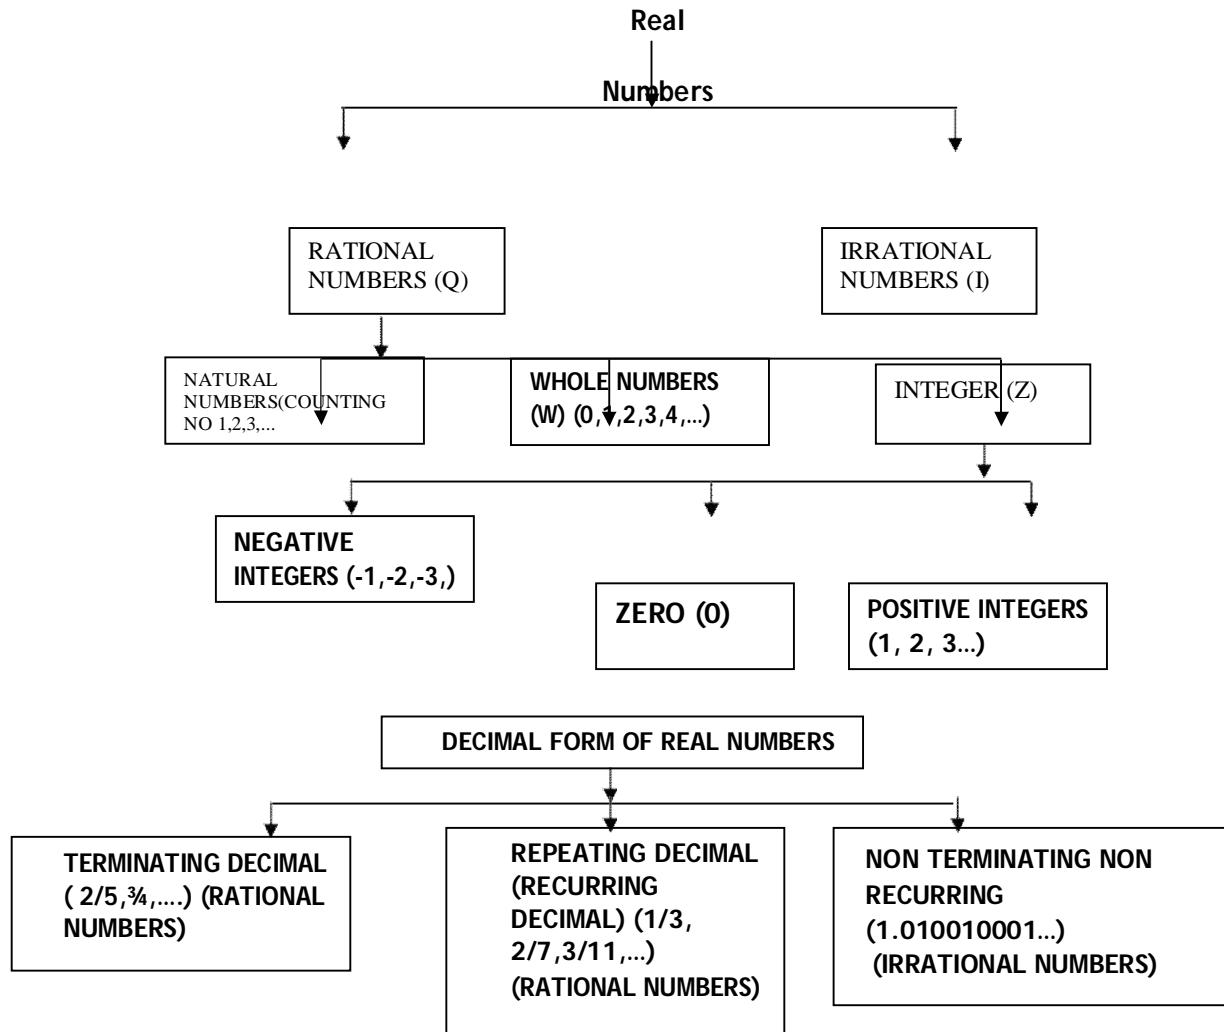 Real
Numbers
RATIONAL
NUMBERS (Q)
IRRATIONAL
NUMBERS (I)
NATURAL
NUMBERS(COUNTING
NO 1,2,3,...
WHOLE NUMBERS
(W) (0,1,2,3,4,...)
INTEGER (Z)
NEGATIVE
INTEGERS (-1,-2,-3,)
ZERO (0)
POSITIVE INTEGERS
(1, 2, 3...)
DECIMAL FORM OF REAL NUMBERS
TERMINATING DECIMAL
( 2/5,¾,....) (RATIONAL
NUMBERS)
REPEATING DECIMAL
(RECURRING
DECIMAL) (1/3,
2/7,3/11,...)
(RATIONAL NUMBERS)
NON TERMINATING NON
RECURRING
(1.010010001...)
(IRRATIONAL NUMBERS)